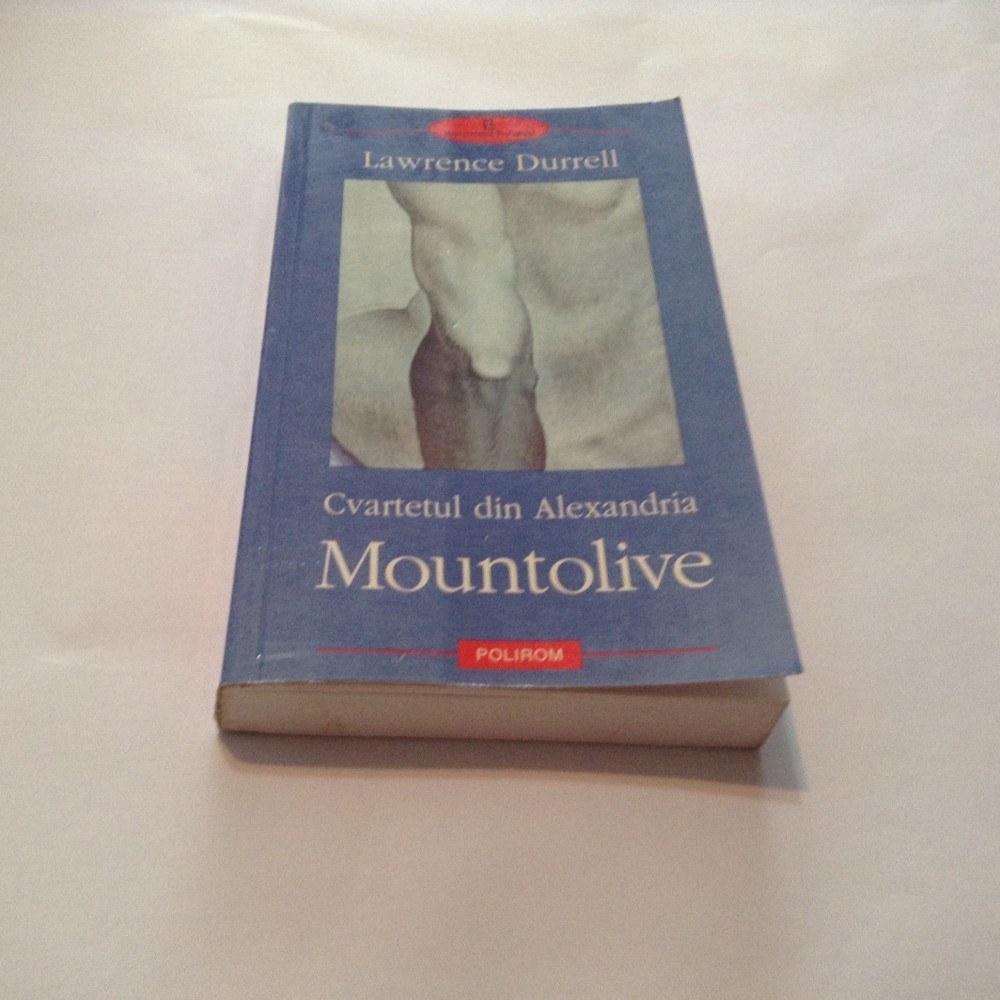 Lawrence Durrell
Cvartetul din Alexandria
Mountolive
POLIROM